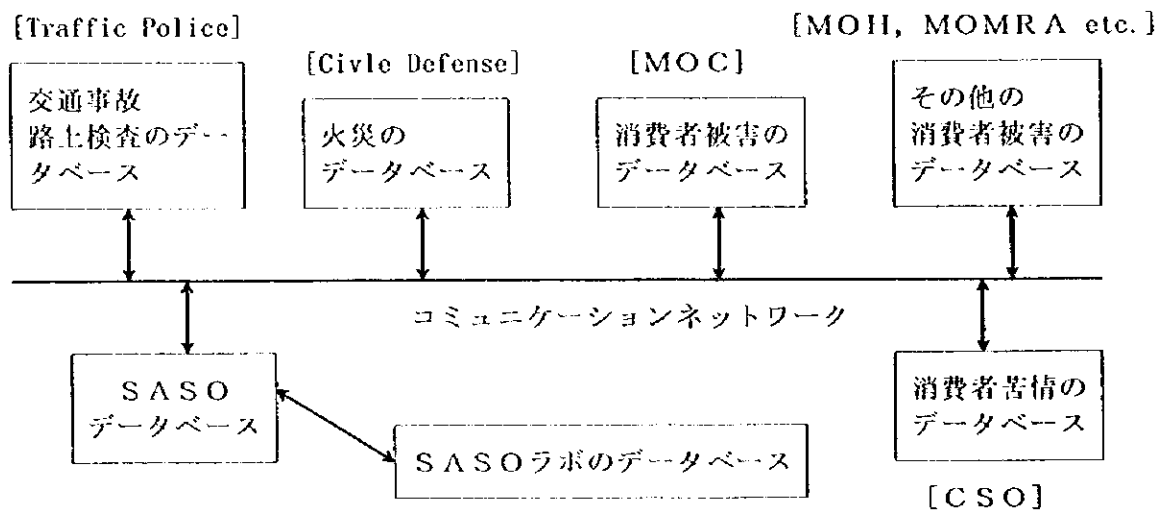 [Traffic Police]
交通事故
路上検査のデー
タベース
[Civle Defense]
火災の
データベース
[MOC]
消費者被害の
データベース
[MOH, MOMRA etc.]
その他の
消費者被害の
データベース
コミュニケーションネットワーク
SASO
データベース
SASOラボのデータベース
消費者苦情の
データベース
[CSO]